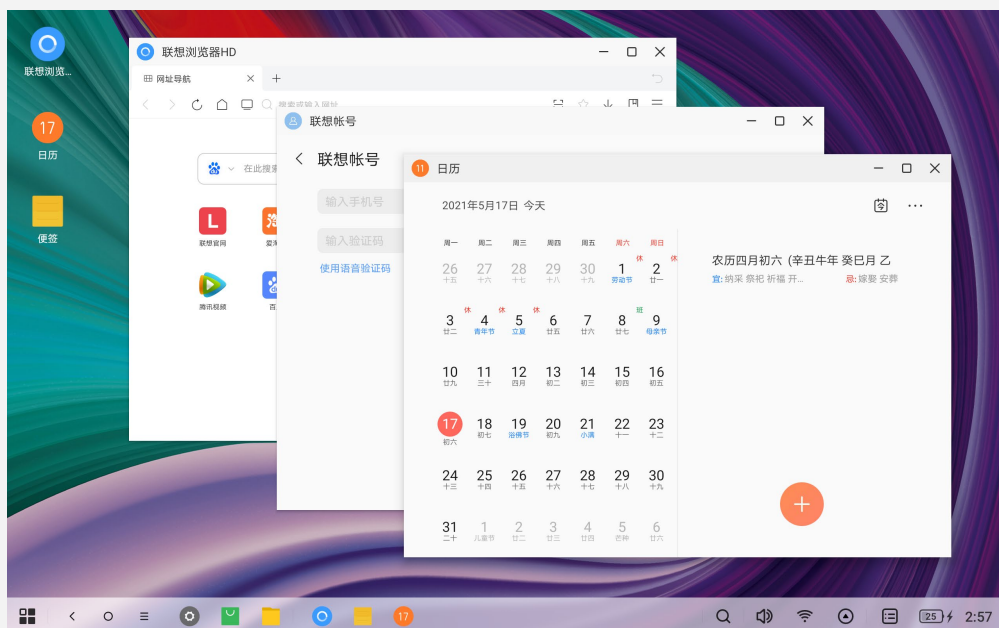 联想浏览...
17
日历
便签
联想浏览器HD
网址导航
搜索或输入网址
在此搜索
L
联想官网
腾讯视频
联想帐号
联想帐号
输入手机号
输入验证码
使用语音验证码
11 日历
2021年5月17日 今天
周一 周二 周三 周四 周五 周六 周日
休 休
26 27 28 29 30 1 2
十五 十六 十七 十八 十九 劳动节 廿一
休 休 休 班
3 4 5 6 7 8 9
廿二 青年节 立夏 廿五 廿六 廿七 母亲节
10 11 12 13 14 15 16
廿九 三十 四月 初二 初三 初四 初五
17 18 19 20 21 22 23
初六 初七 浴佛节 初九 小满 十一 十二
24 25 26 27 28 29 30
十三 十四 十五 十六 十七 十八 十九
31 1 2 3 4 5 6
二十 儿童节 廿二 廿三 廿四 芒种 廿六
今
农历四月初六 (辛丑牛年 癸巳月 乙
宜: 纳采 祭祀 祈福 开... 忌: 嫁娶 安葬
17
25 2:57